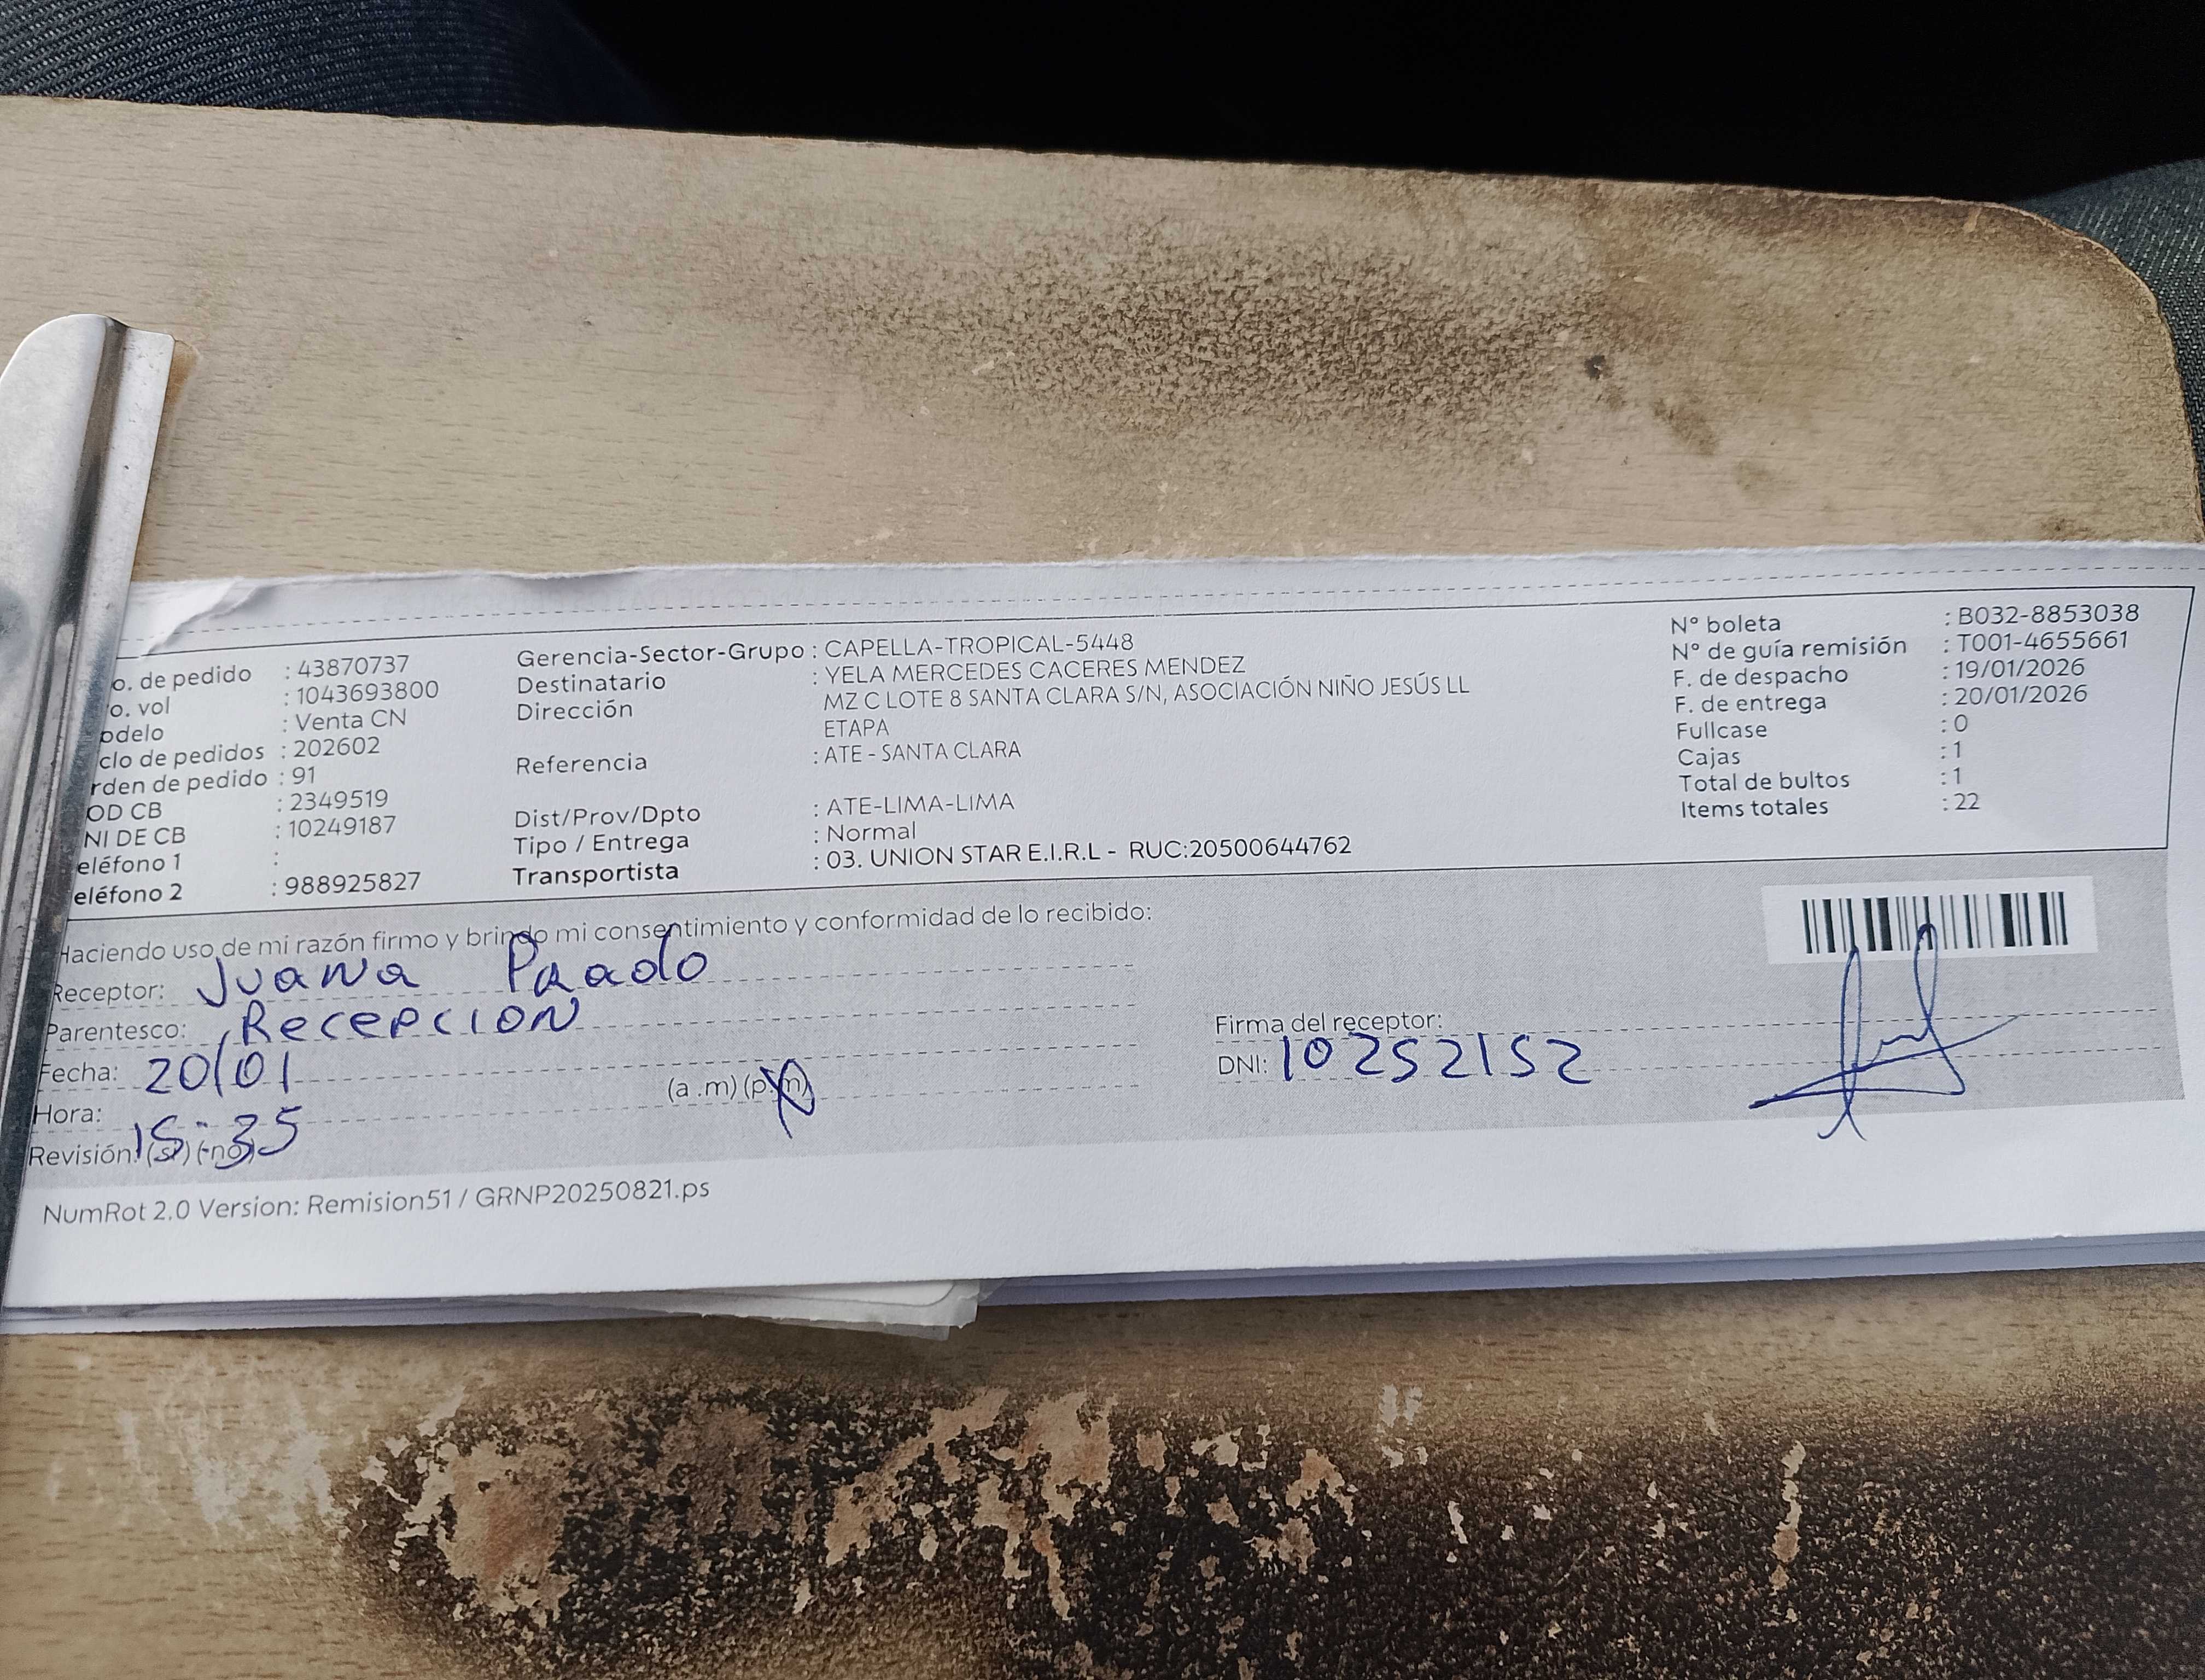 o. de pedido : 43870737
o. vol : 1043693800
odelo : Venta CN
clo de pedidos : 202602
rden de pedido : 91
OD CB : 2349519
NI DE CB : 10249187
eléfono 1 :
eléfono 2 : 988925827
Gerencia-Sector-Grupo : CAPELLA-TROPICAL-5448
Destinatario : YELA MERCEDES CACERES MENDEZ
Dirección MZ C LOTE 8 SANTA CLARA S/N, ASOCIACIÓN NIÑO JESÚS LL
ETAPA
Referencia : ATE - SANTA CLARA
Dist/Prov/Dpto : ATE-LIMA-LIMA
Tipo / Entrega : Normal
Transportista : 03. UNION STAR E.I.R.L - RUC:20500644762
N° boleta : B032-8853038
N° de guía remisión : T001-4655661
F. de despacho : 19/01/2026
F. de entrega : 20/01/2026
Fullcase : 0
Cajas : 1
Total de bultos : 1
Items totales : 22
Haciendo uso de mi razón firmo y brindo mi consentimiento y conformidad de lo recibido:
Receptor: Juana Prado
Parentesco: Recepcion
Fecha: 20/01
Hora: 15:35 (a.m) (p.m)
Revisión: (si) (no)
Firma del receptor:
DNI: 10252152
NumRot 2.0 Version: Remision51 / GRNP20250821.ps